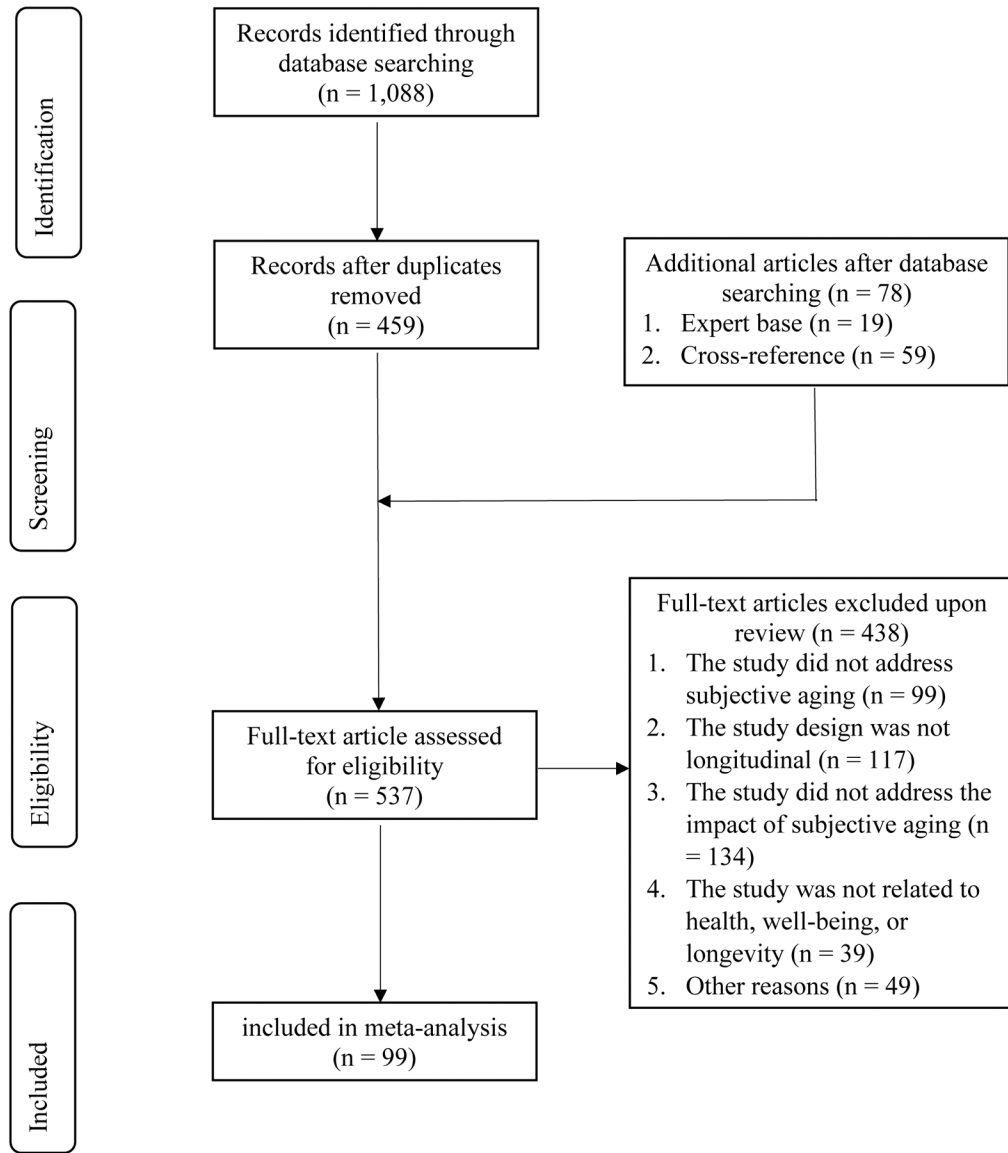 Identification
Records identified through
database searching
(n = 1,088)
Records after duplicates
removed
(n = 459)
Additional articles after database
searching (n = 78)
1. Expert base (n = 19)
2. Cross-reference (n = 59)
Screening
Eligibility
Full-text article assessed
for eligibility
(n = 537)
Full-text articles excluded upon
review (n = 438)
1. The study did not address
subjective aging (n = 99)
2. The study design was not
longitudinal (n = 117)
3. The study did not address the
impact of subjective aging (n
= 134)
4. The study was not related to
health, well-being, or
longevity (n = 39)
5. Other reasons (n = 49)
Included
included in meta-analysis
(n = 99)